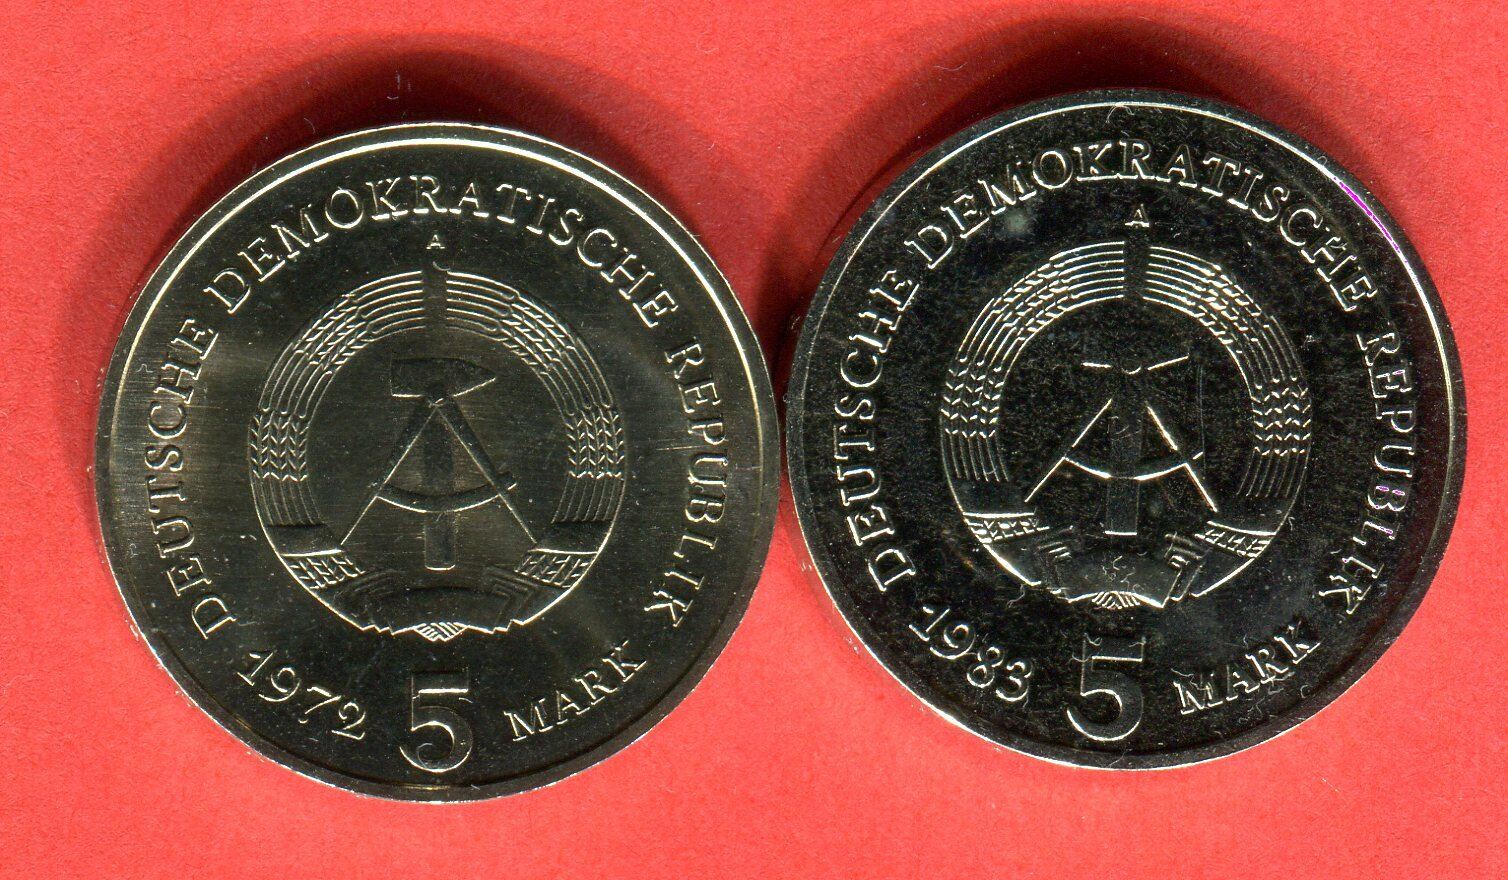 DEUTSCHE DEMOKRATISCHE REPUBLIK
A
1972 5 MARK
DEUTSCHE DEMOKRATISCHE REPUBLIK
A
1983 5 MARK